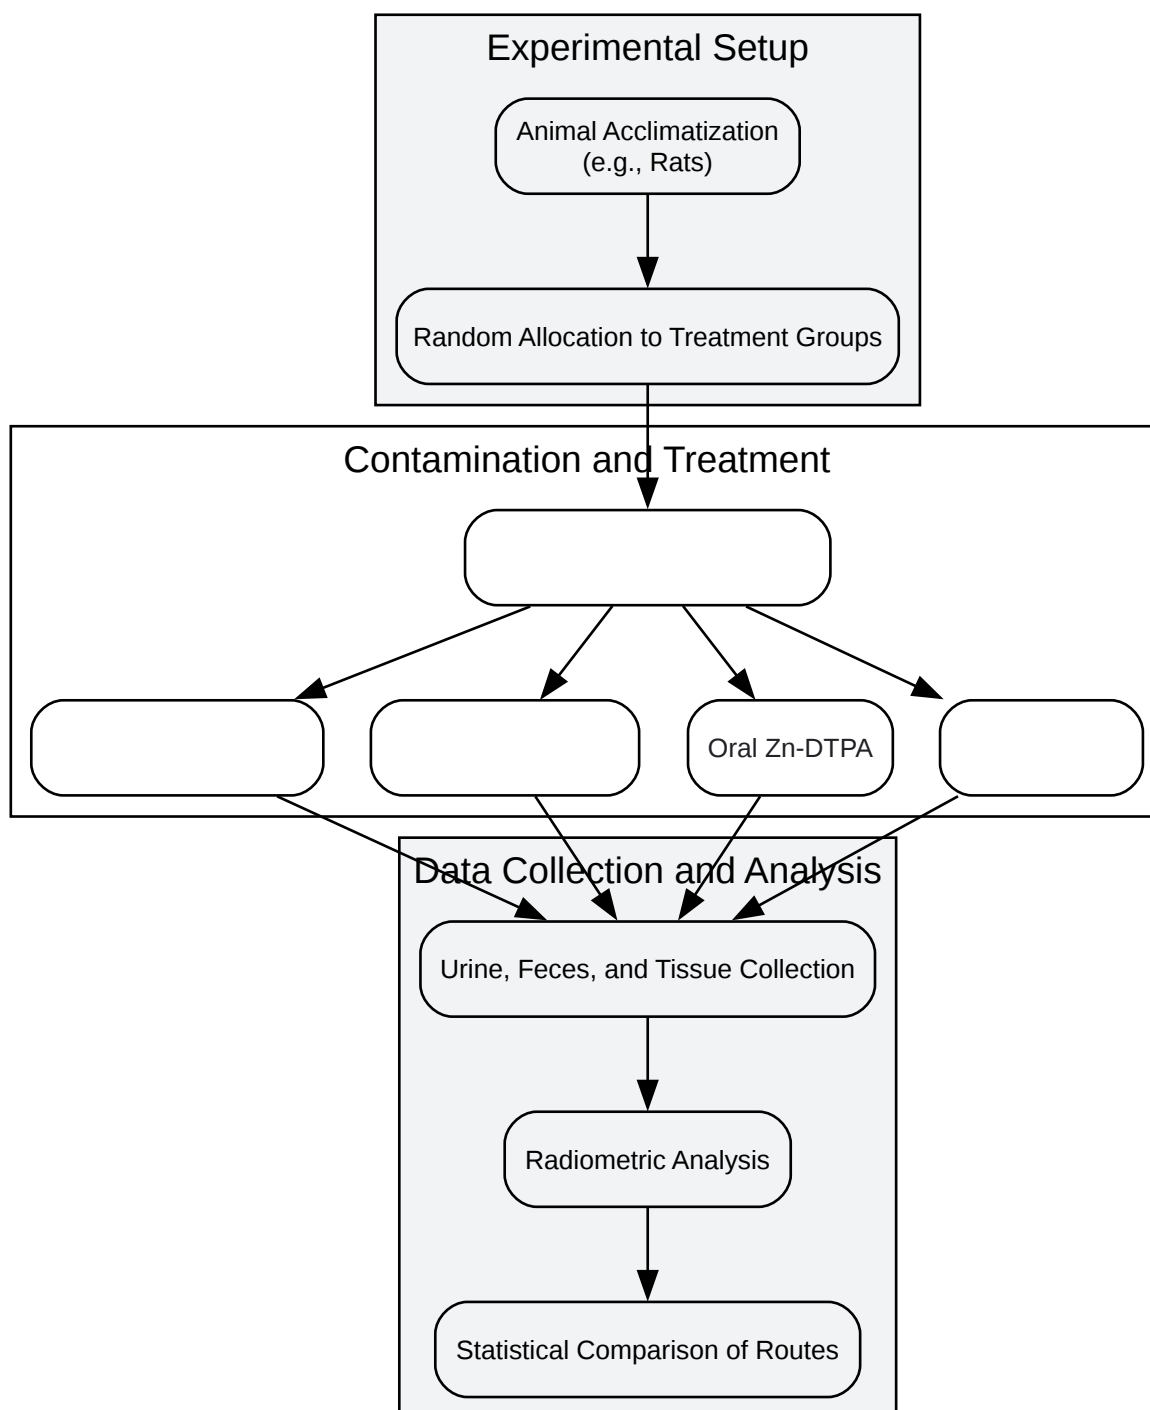 Experimental Setup
Animal Acclimatization
(e.g., Rats)
Random Allocation to Treatment Groups
Contamination and Treatment
Oral Zn-DTPA
Data Collection and Analysis
Urine, Feces, and Tissue Collection
Radiometric Analysis
Statistical Comparison of Routes